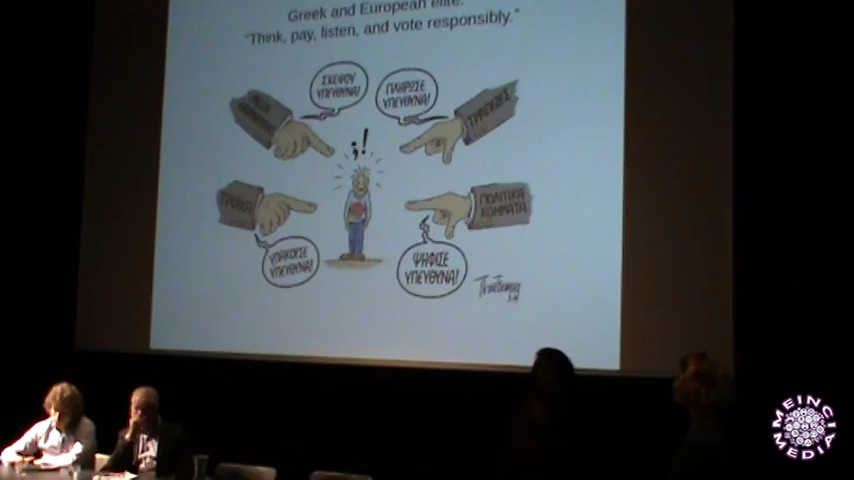 Greek and European elite:
"Think, pay, listen, and vote responsibly."
ΣΚΕΨΟΥ
ΥΠΕΥΘΥΝΑ!
ΠΛΗΡΩΣΕ
ΥΠΕΥΘΥΝΑ!
ΤΡΑΠΕΖΕΣ
;!
ΠΟΛΙΤΙΚΑ
ΚΟΜΜΑΤΑ
ΥΠΑΚΟΥΣΕ
ΥΠΕΥΘΥΝΑ!
ΨΗΦΙΣΕ
ΥΠΕΥΘΥΝΑ!
MEINCIA
MEDIA